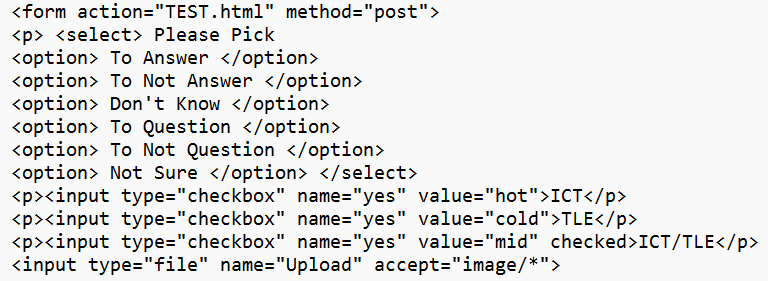 <form action="TEST.html" method="post">
<p> <select> Please Pick
<option> To Answer </option>
<option> To Not Answer </option>
<option> Don't Know </option>
<option> To Question </option>
<option> To Not Question </option>
<option> Not Sure </option> </select>
<p><input type="checkbox" name="yes" value="hot">ICT</p>
<p><input type="checkbox" name="yes" value="cold">TLE</p>
<p><input type="checkbox" name="yes" value="mid" checked>ICT/TLE</p>
<input type="file" name="Upload" accept="image/*">